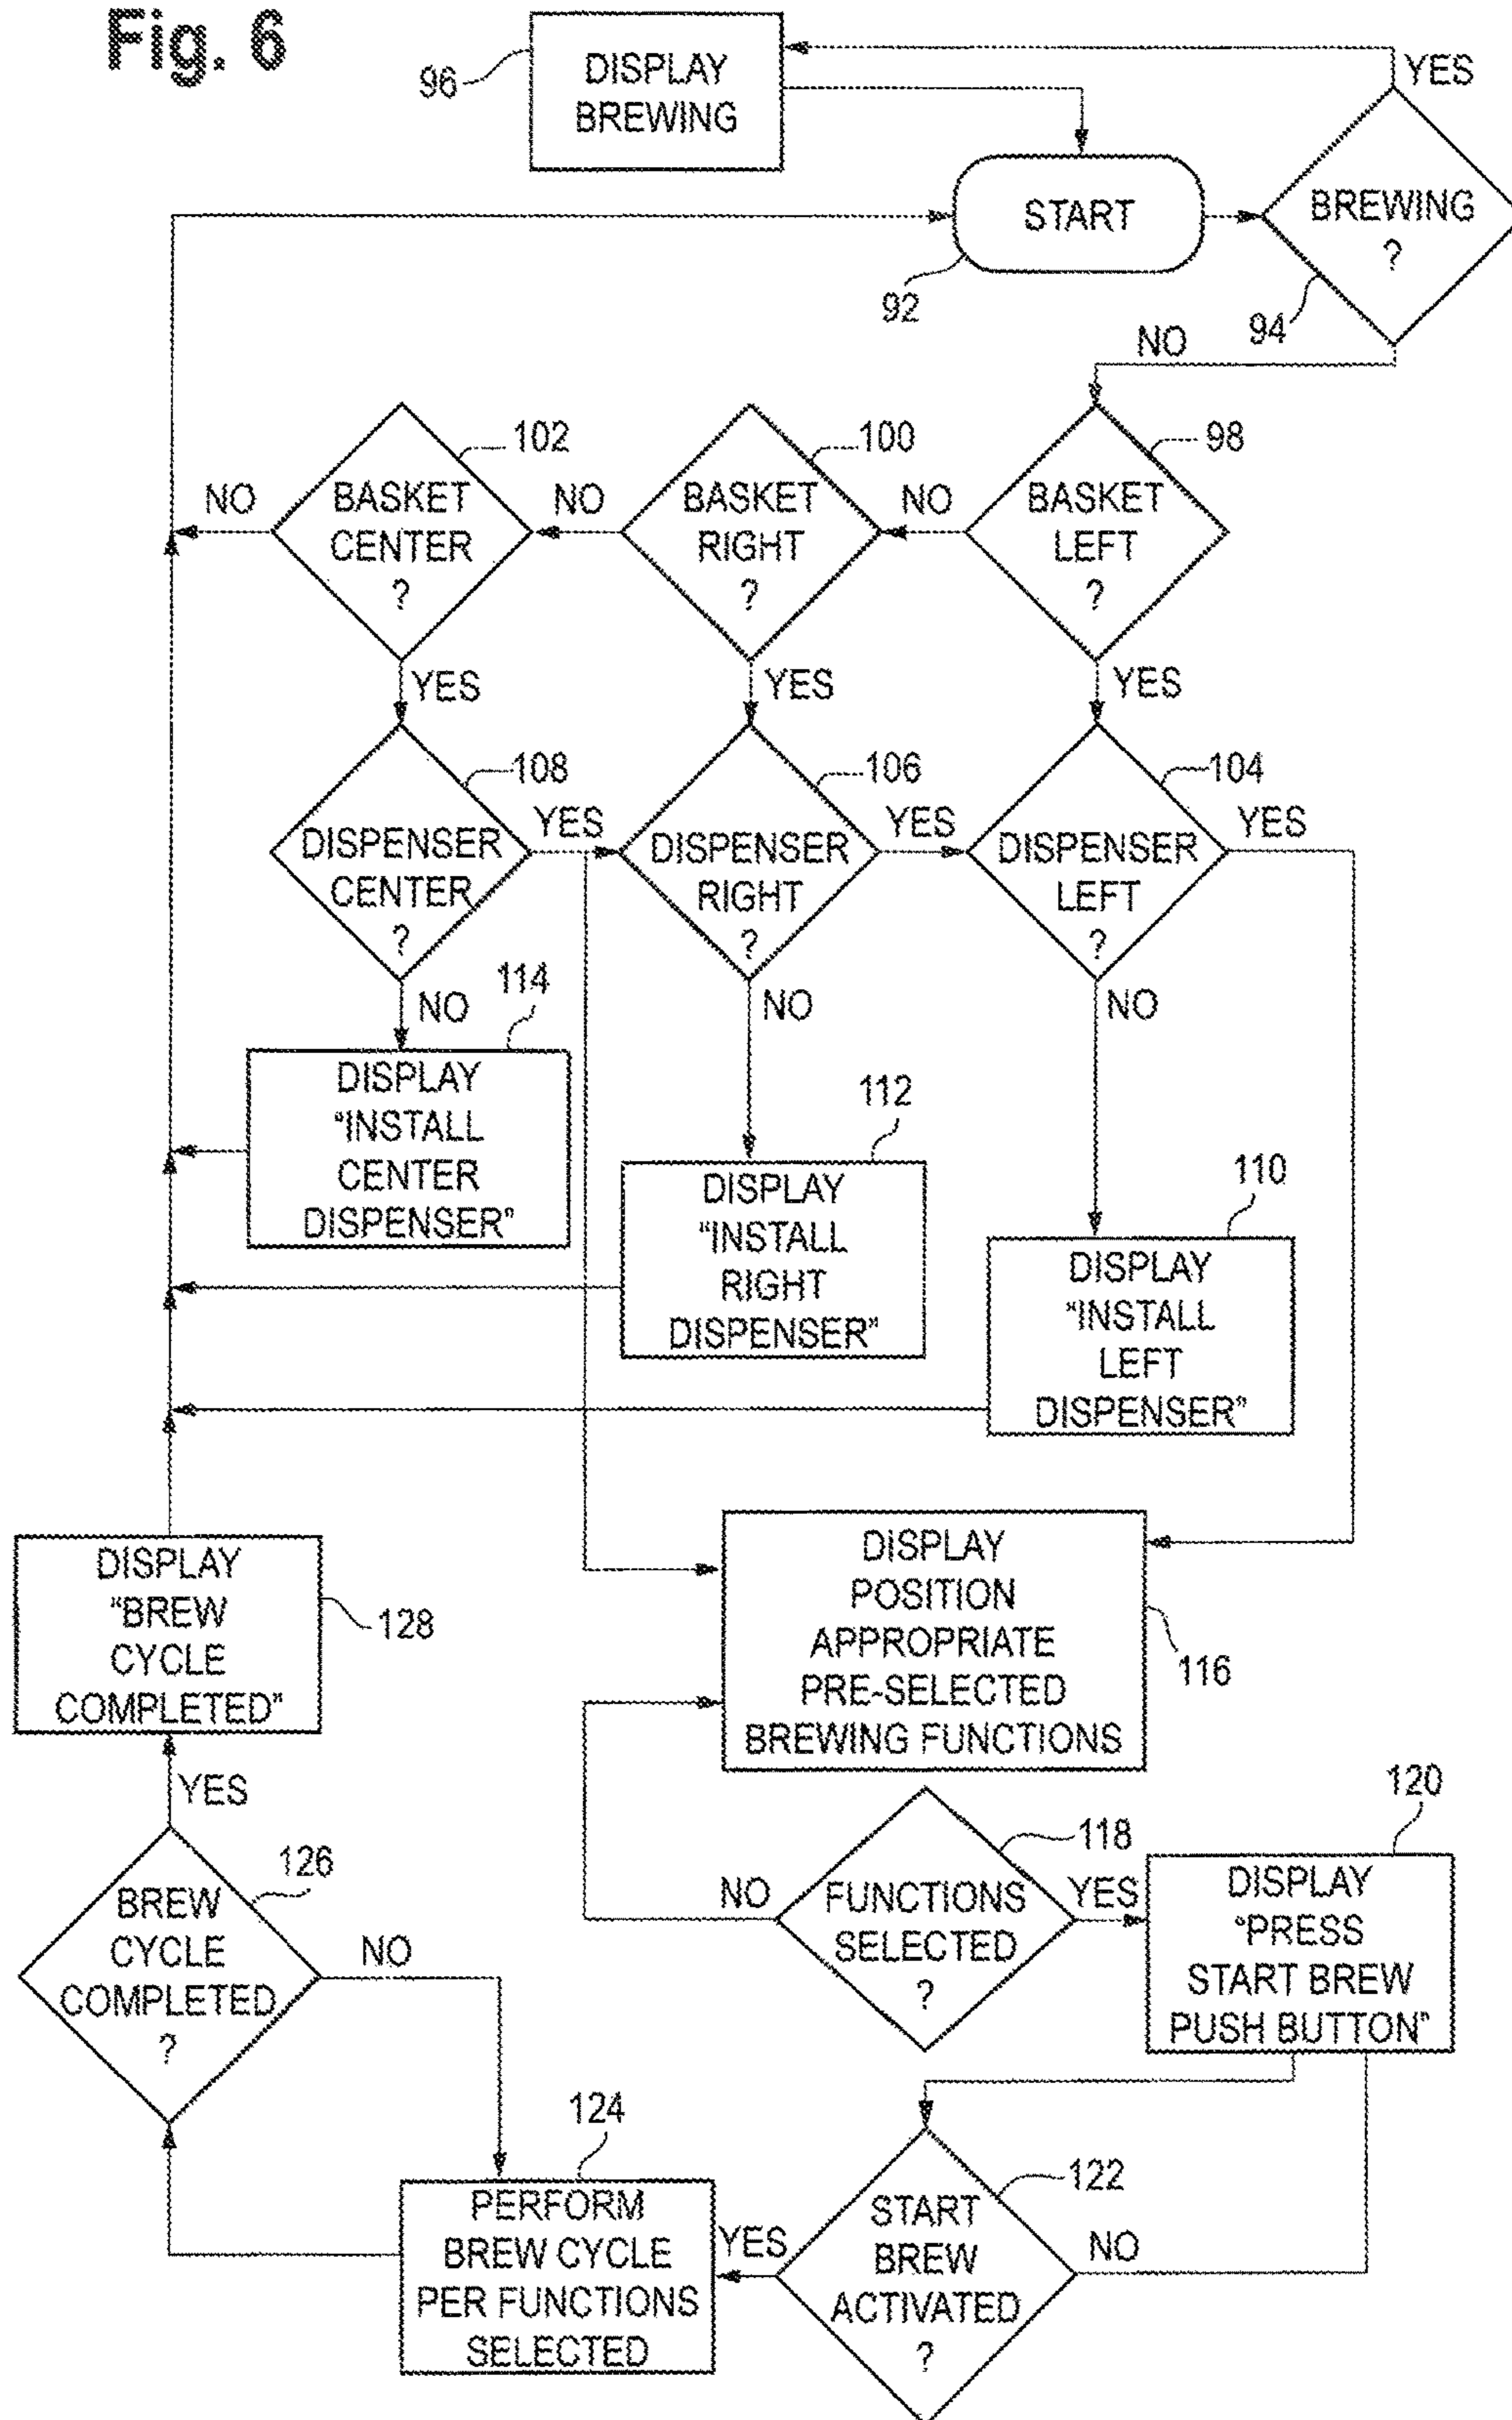 Fig. 6
96
DISPLAY
BREWING
YES
START
92
BREWING
?
94
NO
102
BASKET
CENTER
?
NO
100
BASKET
RIGHT
?
NO
98
BASKET
LEFT
?
NO
YES
YES
YES
108
DISPENSER
CENTER
?
YES
106
DISPENSER
RIGHT
?
YES
104
DISPENSER
LEFT
?
YES
NO
NO
NO
114
DISPLAY
"INSTALL
CENTER
DISPENSER"
112
DISPLAY
"INSTALL
RIGHT
DISPENSER"
110
DISPLAY
"INSTALL
LEFT
DISPENSER"
DISPLAY
"BREW
CYCLE
COMPLETED"
128
DISPLAY
POSITION
APPROPRIATE
PRE-SELECTED
BREWING FUNCTIONS
116
YES
126
BREW
CYCLE
COMPLETED
?
NO
118
NO
FUNCTIONS
SELECTED
?
YES
120
DISPLAY
"PRESS
START BREW
PUSH BUTTON"
124
PERFORM
BREW CYCLE
PER FUNCTIONS
SELECTED
YES
122
START
BREW
ACTIVATED
?
NO